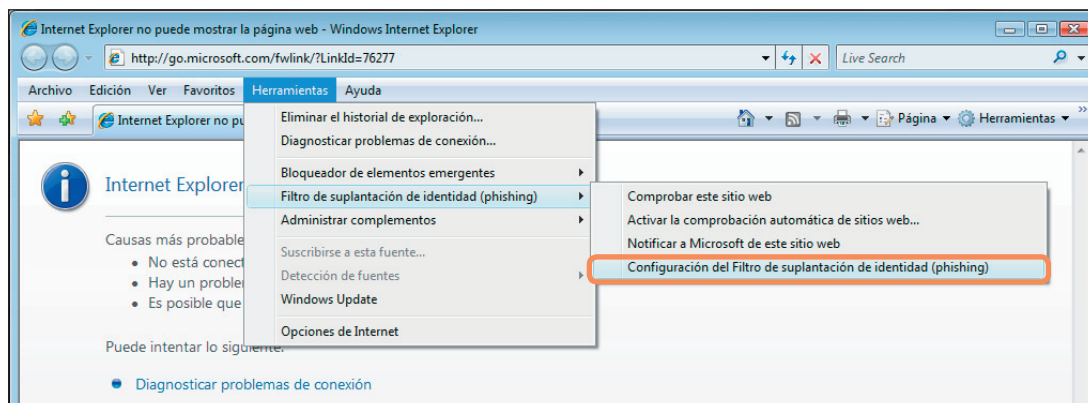 Internet Explorer no puede mostrar la página web - Windows Internet Explorer
http://go.microsoft.com/fwlink/?LinkId=76277
Live Search
Archivo Edición Ver Favoritos Herramientas Ayuda
Internet Explorer no pu
Página
Herramientas
Eliminar el historial de exploración...
Diagnosticar problemas de conexión...
Bloqueador de elementos emergentes
Filtro de suplantación de identidad (phishing)
Administrar complementos
Suscribirse a esta fuente...
Detección de fuentes
Windows Update
Opciones de Internet
Comprobar este sitio web
Activar la comprobación automática de sitios web...
Notificar a Microsoft de este sitio web
Configuración del Filtro de suplantación de identidad (phishing)
Internet Explorer
Causas más probable
No está conect
Hay un probler
Es posible que
Puede intentar lo siguiente:
Diagnosticar problemas de conexión